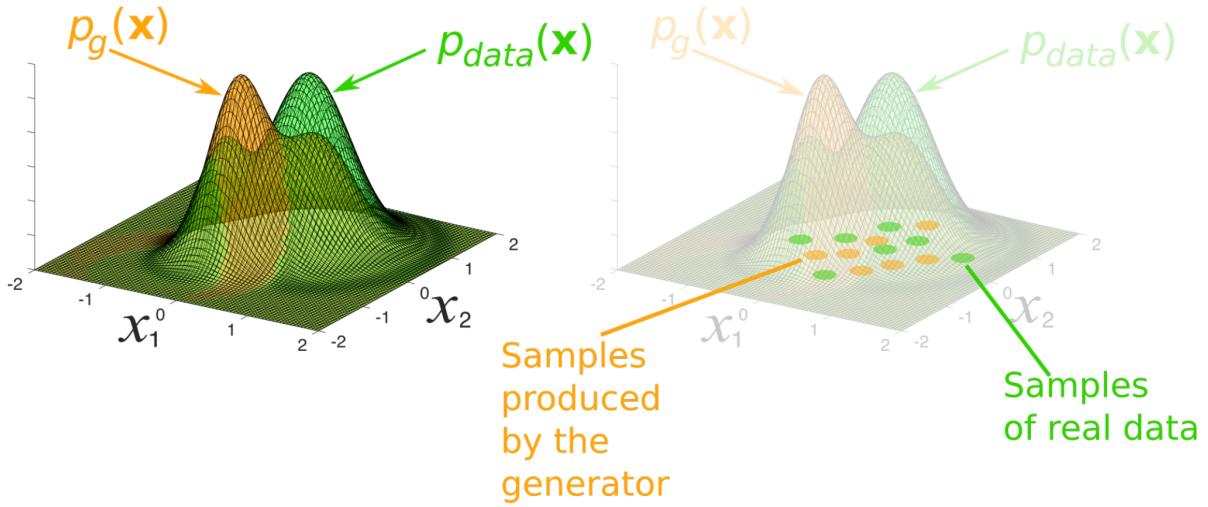 p_g(x)
p_data(x)
-2
-1
0
1
2
x_1
-2
-1
0
1
2
x_2
p_g(x)
p_data(x)
-2
-1
0
1
2
x_1
-2
-1
0
1
2
x_2
Samples
produced
by the
generator
Samples
of real data